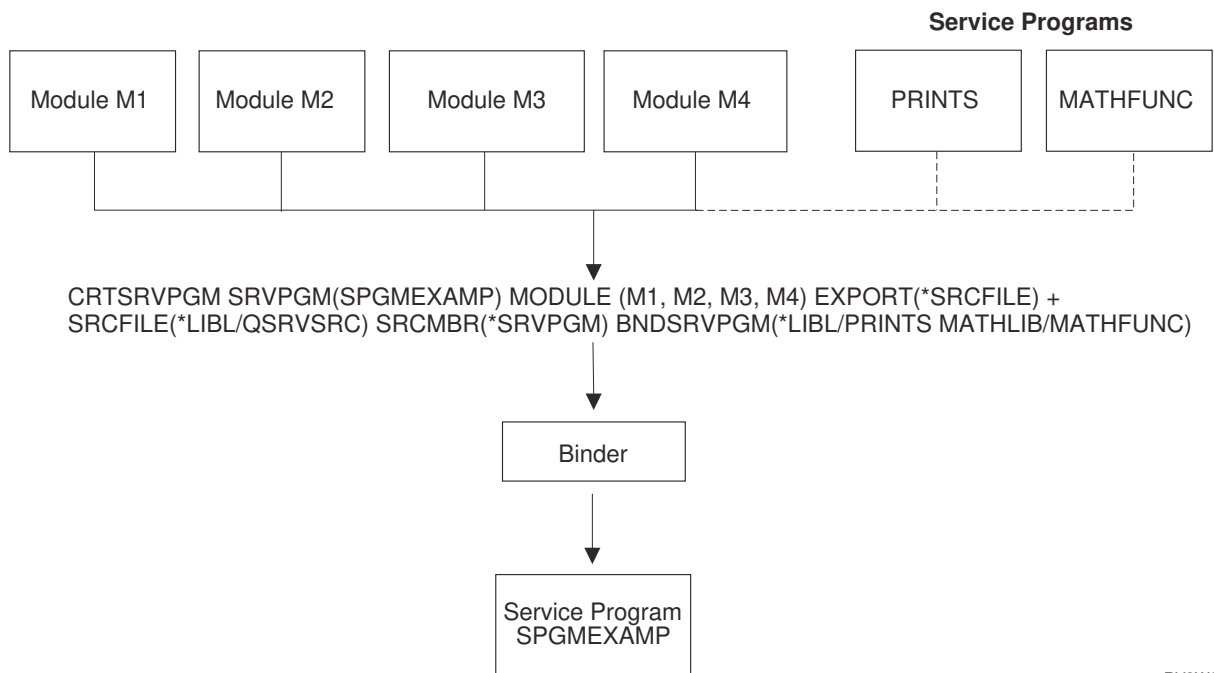 Service Programs
Module M1
Module M2
Module M3
Module M4
PRINTS
MATHFUNC
CRTSRVPGM SRVPGM(SPGMEXAMP) MODULE (M1, M2, M3, M4) EXPORT(*SRCFILE) +
SRCFILE(*LIBL/QSRVSRC) SRCMBR(*SRVPGM) BNDSRVPGM(*LIBL/PRINTS MATHLIB/MATHFUNC)
Binder
Service Program
SPGMEXAMP